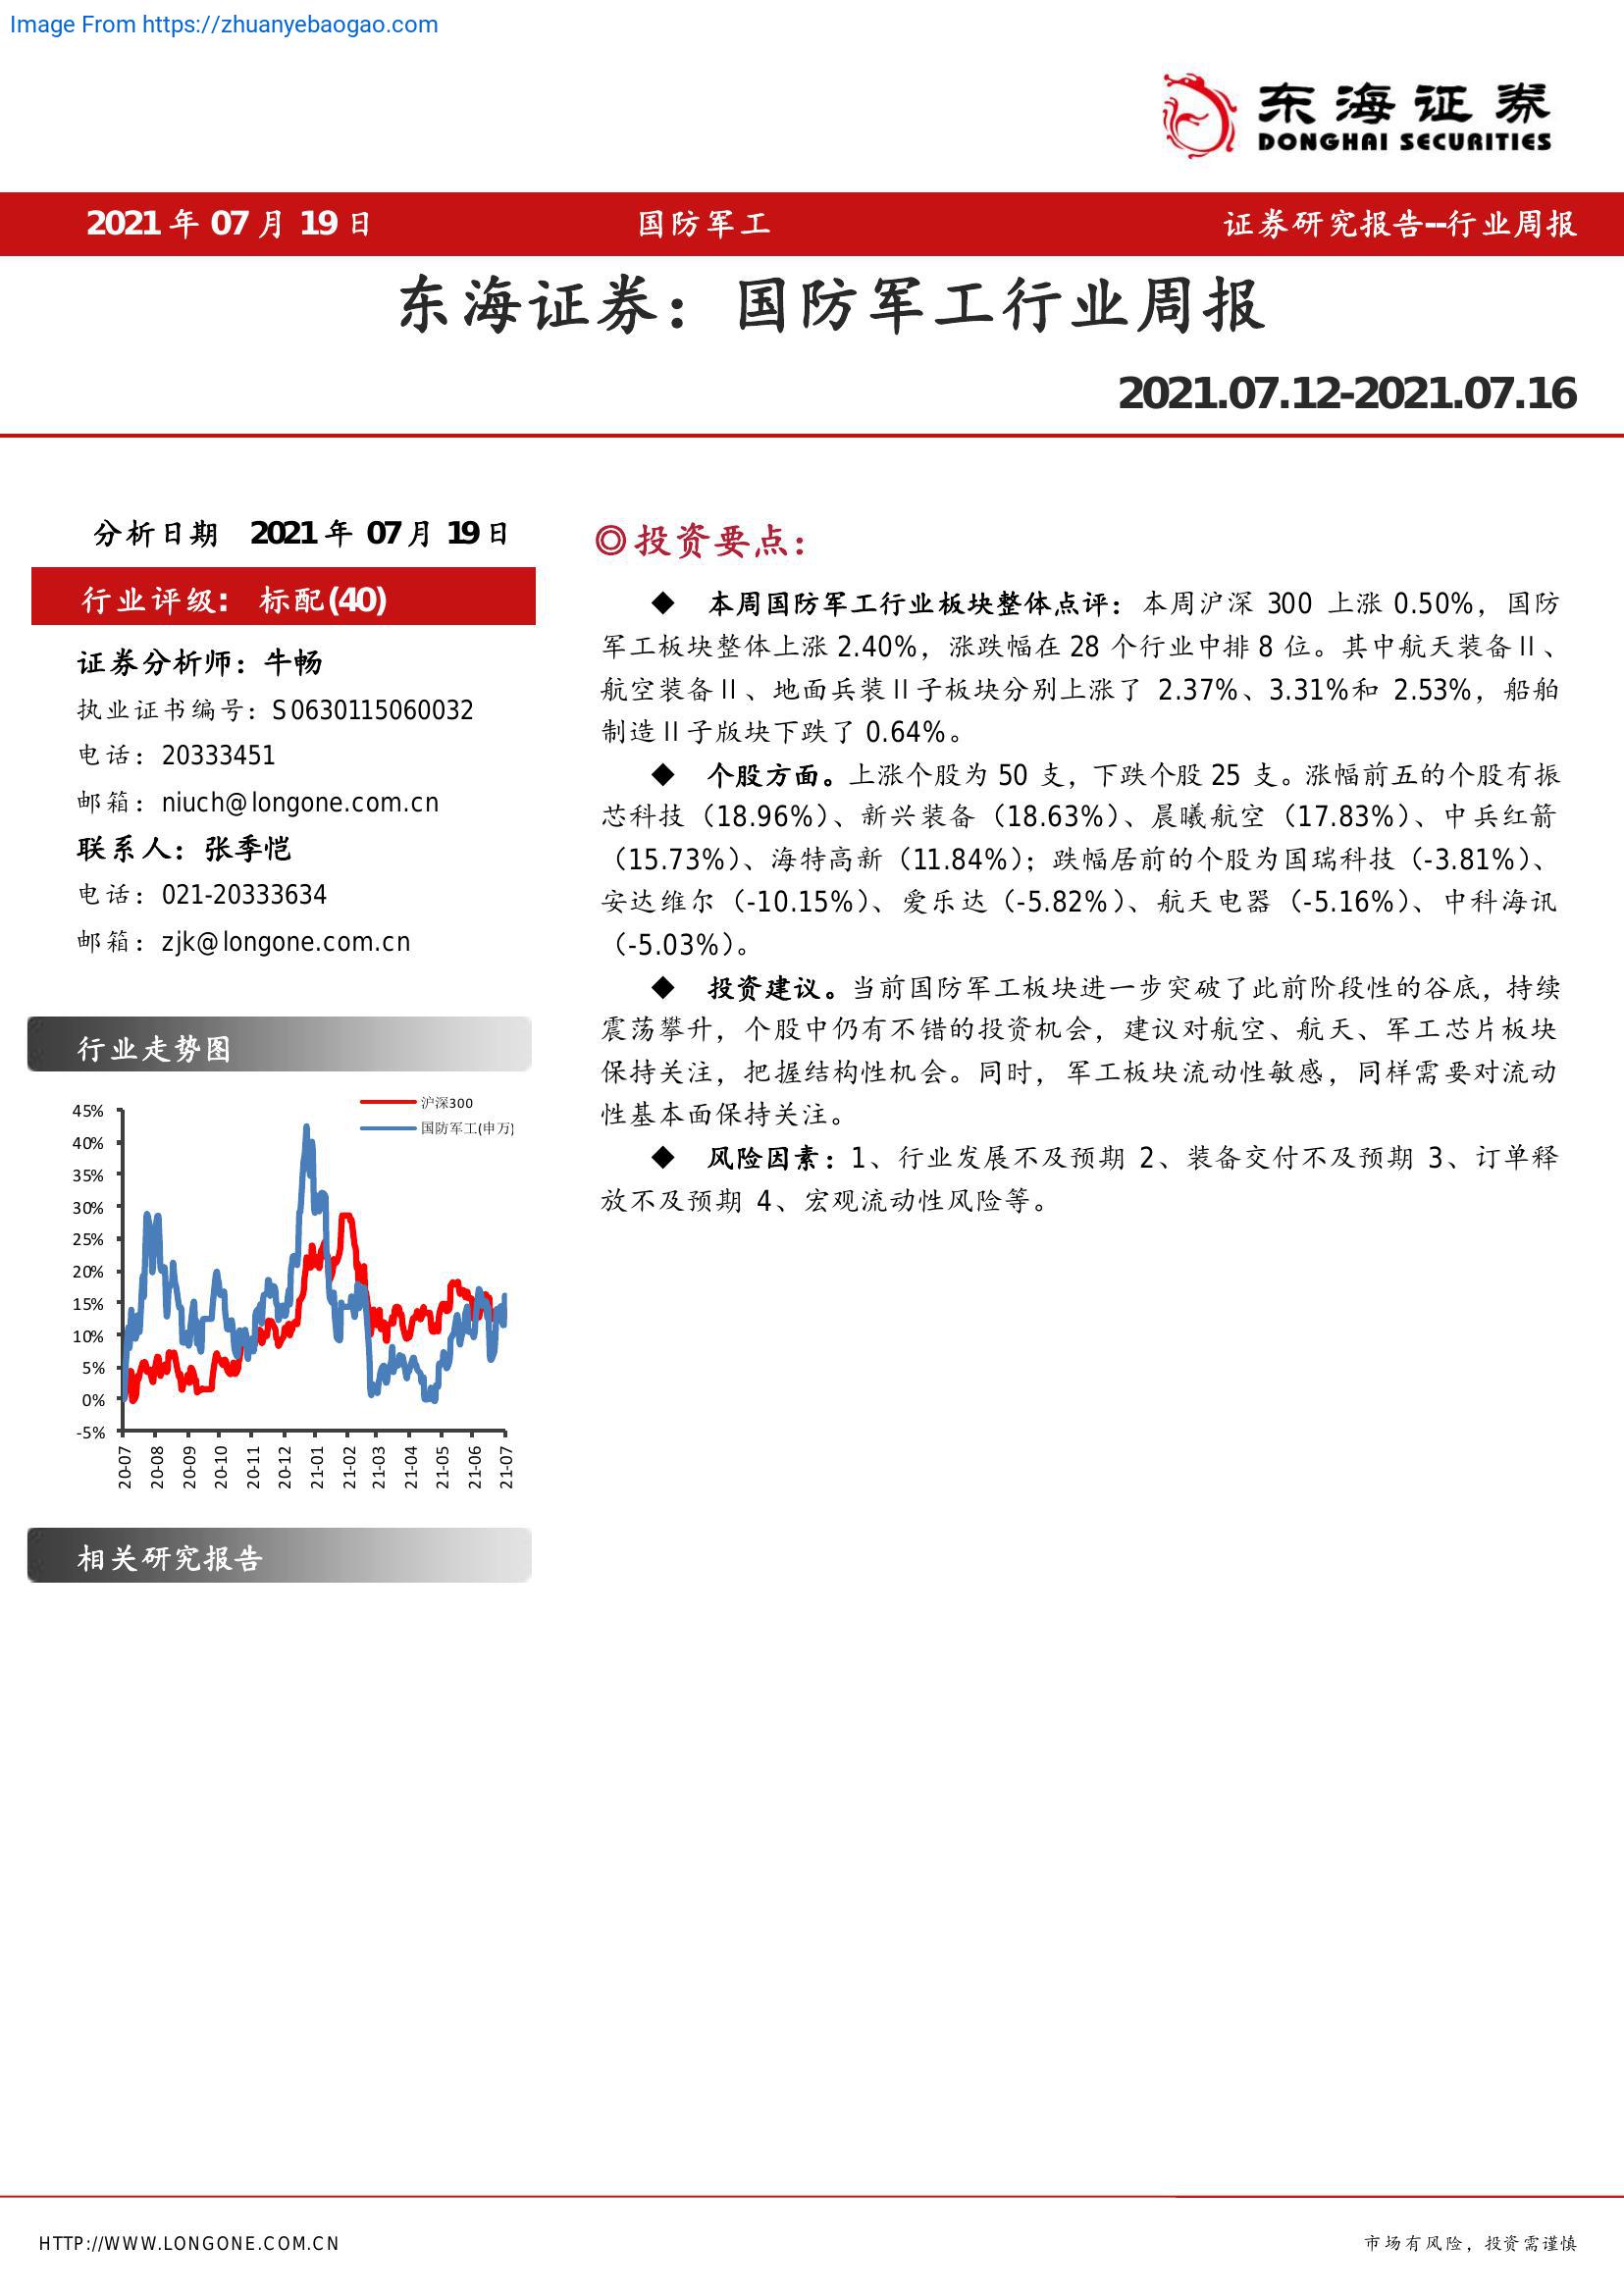 Image From https://zhuanyebaogao.com
东海证券
DONGHAI SECURITIES
2021 年 07 月 19 日 国防军工 证券研究报告--行业周报
东海证券：国防军工行业周报
2021.07.12-2021.07.16
分析日期 2021 年 07 月 19 日
行业评级： 标配(40)
证券分析师：牛畅
执业证书编号：S0630115060032
电话：20333451
邮箱：niuch@longone.com.cn
联系人：张季恺
电话：021-20333634
邮箱：zjk@longone.com.cn
行业走势图
沪深300
国防军工(申万)
45%
40%
35%
30%
25%
20%
15%
10%
5%
0%
-5%
20-07 20-08 20-09 20-10 20-11 20-12 21-01 21-02 21-03 21-04 21-05 21-06 21-07
相关研究报告
◎投资要点：
◆ 本周国防军工行业板块整体点评：本周沪深 300 上涨 0.50%，国防
军工板块整体上涨 2.40%，涨跌幅在 28 个行业中排 8 位。其中航天装备Ⅱ、
航空装备Ⅱ、地面兵装Ⅱ子板块分别上涨了 2.37%、3.31%和 2.53%，船舶
制造Ⅱ子版块下跌了 0.64%。
◆ 个股方面。上涨个股为 50 支，下跌个股 25 支。涨幅前五的个股有振
芯科技（18.96%）、新兴装备（18.63%）、晨曦航空（17.83%）、中兵红箭
（15.73%）、海特高新（11.84%）；跌幅居前的个股为国瑞科技（-3.81%）、
安达维尔（-10.15%）、爱乐达（-5.82%）、航天电器（-5.16%）、中科海讯
（-5.03%）。
◆ 投资建议。当前国防军工板块进一步突破了此前阶段性的谷底，持续
震荡攀升，个股中仍有不错的投资机会，建议对航空、航天、军工芯片板块
保持关注，把握结构性机会。同时，军工板块流动性敏感，同样需要对流动
性基本面保持关注。
◆ 风险因素：1、行业发展不及预期 2、装备交付不及预期 3、订单释
放不及预期 4、宏观流动性风险等。
HTTP://WWW.LONGONE.COM.CN
市场有风险，投资需谨慎